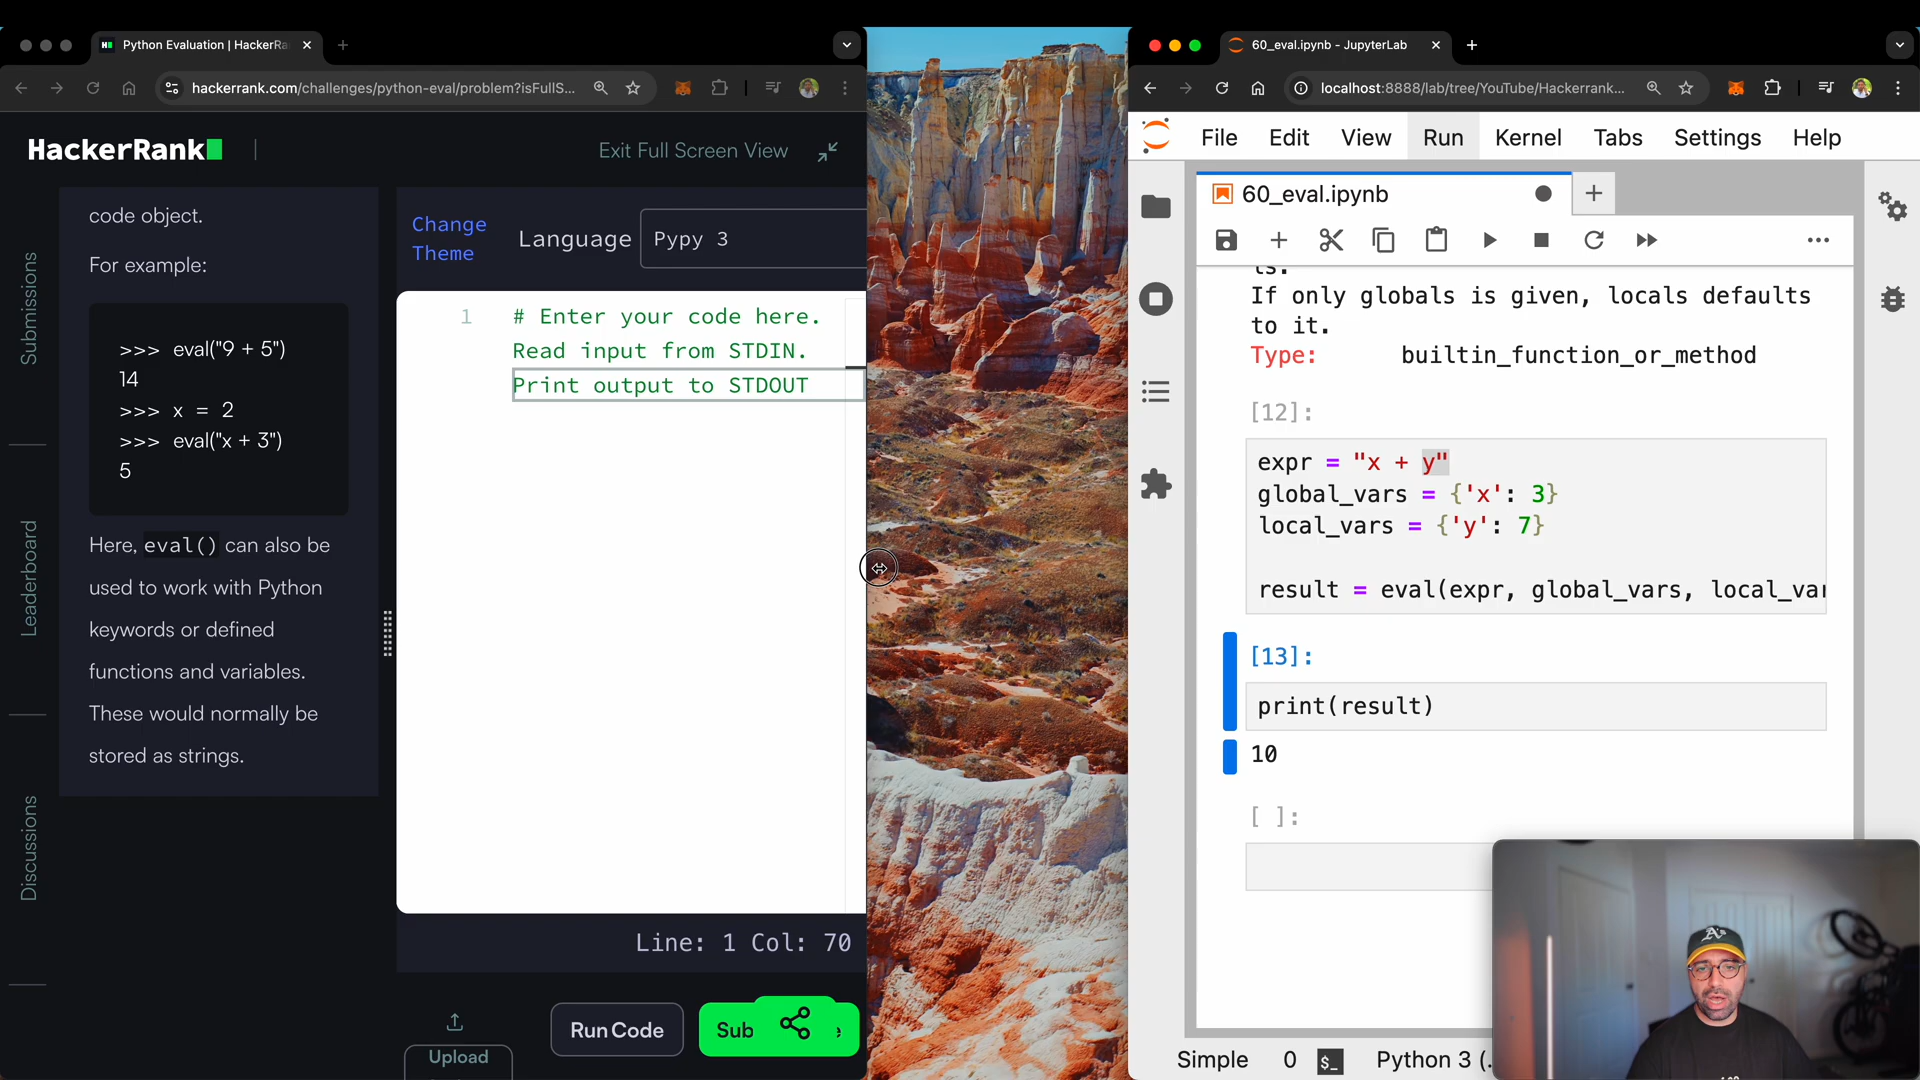 Python Evaluation | HackerRa
hackerrank.com/challenges/python-eval/problem?isFullS...
HackerRank
Exit Full Screen View
Submissions
Leaderboard
Discussions
code object.
For example:
>>> eval("9 + 5")
14
>>> x = 2
>>> eval("x + 3")
5
Here, eval() can also be
used to work with Python
keywords or defined
functions and variables.
These would normally be
stored as strings.
Change
Theme
Language
Pypy 3
1
# Enter your code here.
Read input from STDIN.
Print output to STDOUT
Line: 1 Col: 70
Upload
Run Code
Sub
60_eval.ipynb - JupyterLab
localhost:8888/lab/tree/YouTube/Hackerrank...
File Edit View Run Kernel Tabs Settings Help
60_eval.ipynb
ls.
If only globals is given, locals defaults
to it.
Type: builtin_function_or_method
[12]:
expr = "x + y"
global_vars = {'x': 3}
local_vars = {'y': 7}
result = eval(expr, global_vars, local_var
[13]:
print(result)
10
[ ]:
Simple 0 $_ Python 3 (.
A's